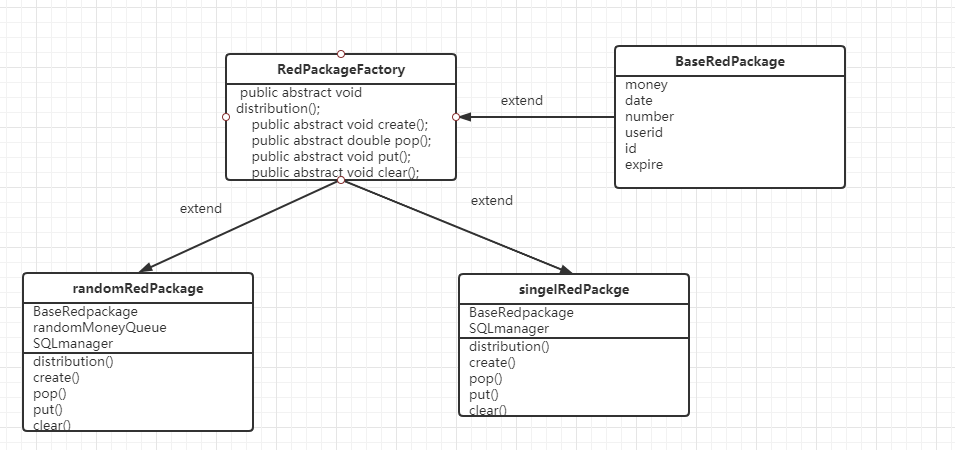 RedPackageFactory
public abstract void
distribution();
public abstract void create();
public abstract double pop();
public abstract void put();
public abstract void clear();
extend
BaseRedPackage
money
date
number
userid
id
expire
extend
extend
randomRedPackage
BaseRedpackage
randomMoneyQueue
SQLmanager
distribution()
create()
pop()
put()
clear()
singelRedPackge
BaseRedpackage
SQLmanager
distribution()
create()
pop()
put()
clear()